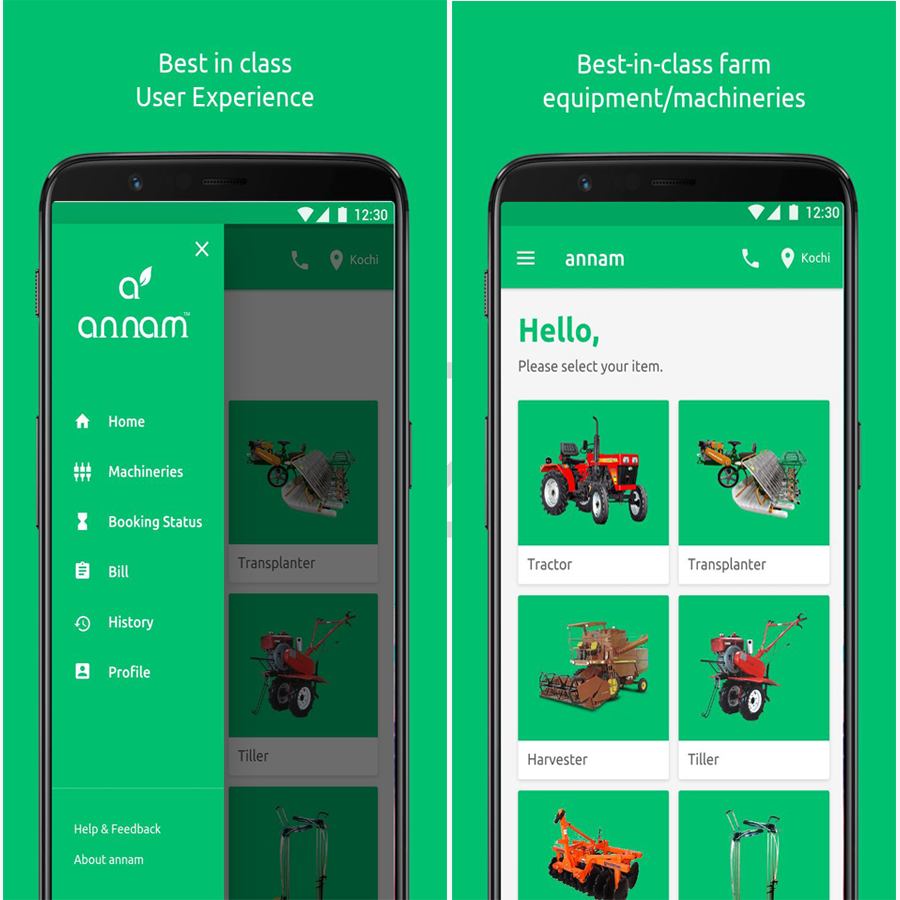 Best in class
User Experience
12:30
Kochi
a
annam™
Home
Machineries
Booking Status
Bill
History
Profile
Help & Feedback
About annam
Transplanter
Tiller
Best-in-class farm
equipment/machineries
12:30
annam
Kochi
Hello,
Please select your item.
Tractor
Transplanter
Harvester
Tiller